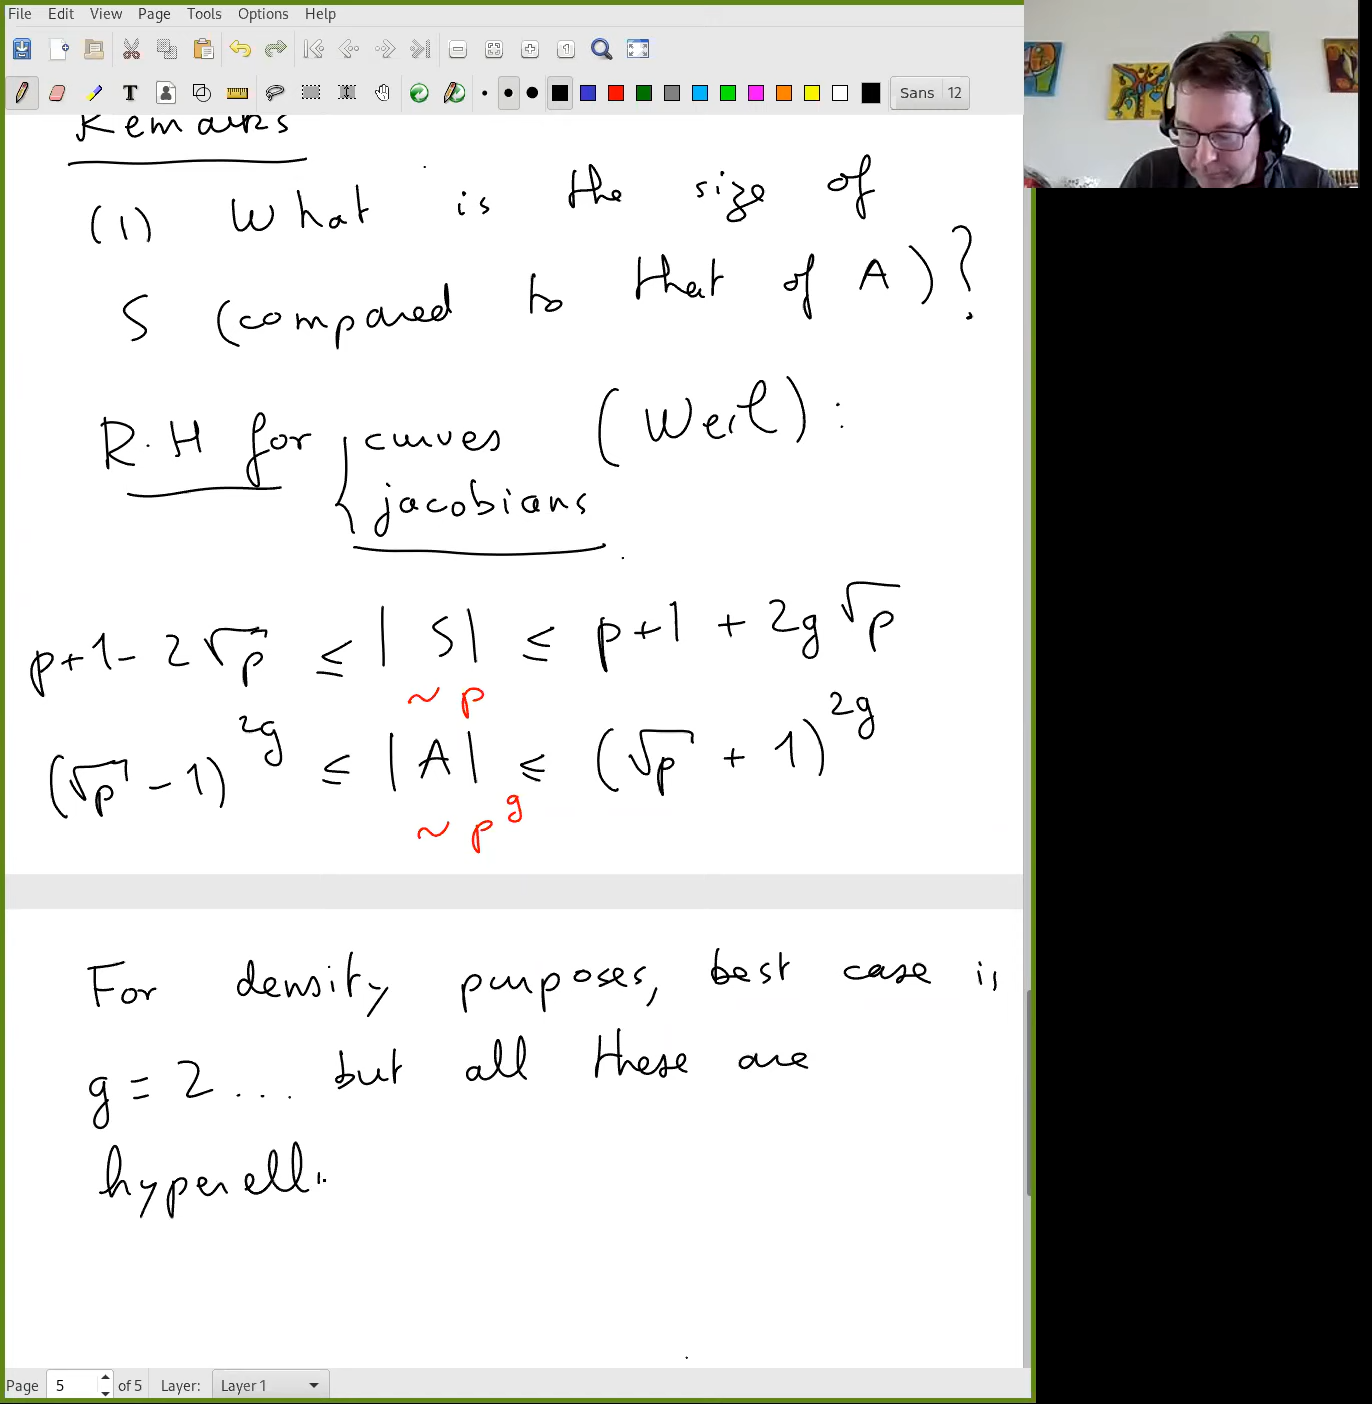 File Edit View Page Tools Options Help
T Sans 12
Remarks
(1) What is the size of
S (compared to that of A)?
R.H for { curves (Weil):
jacobians
p+1-2√p ≤ |S| ≤ p+1+2g√p
~ p
(√p-1)^2g ≤ |A| ≤ (√p+1)^2g
~ p^g
For density purposes, best case is
g=2... but all these are
hyperelli
Page 5 of 5 Layer: Layer 1